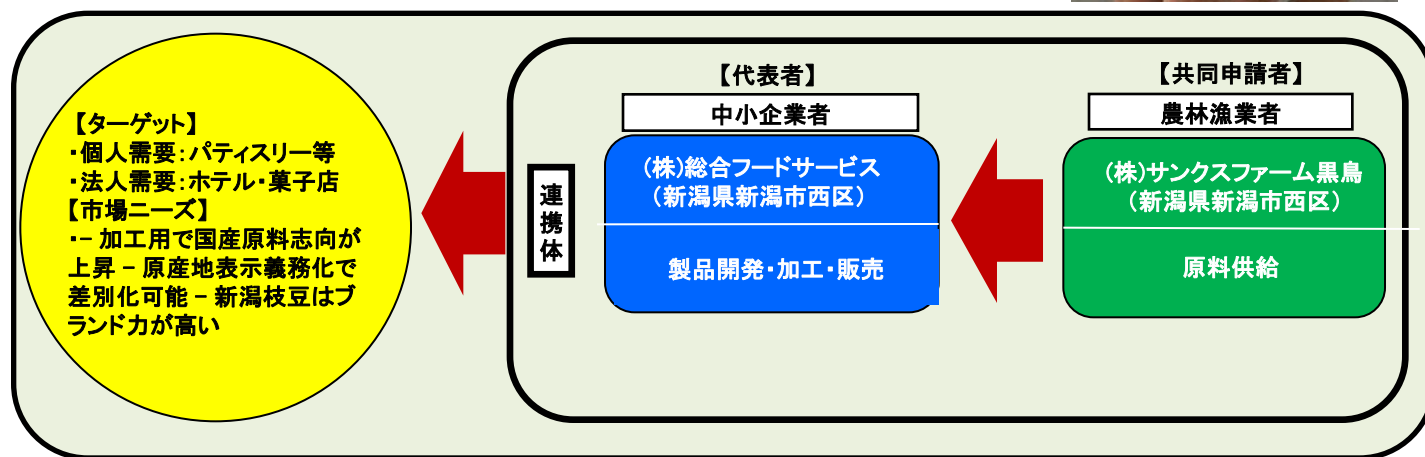 【ターゲット】
・個人需要：パティスリー等
・法人需要：ホテル・菓子店
【市場ニーズ】
・－ 加工用で国産原料志向が
上昇 － 原産地表示義務化で
差別化可能 － 新潟枝豆はブ
ランド力が高い
連携体
【代表者】
中小企業者
(株)総合フードサービス
（新潟県新潟市西区）
製品開発・加工・販売
【共同申請者】
農林漁業者
(株)サンクスファーム黒鳥
（新潟県新潟市西区）
原料供給